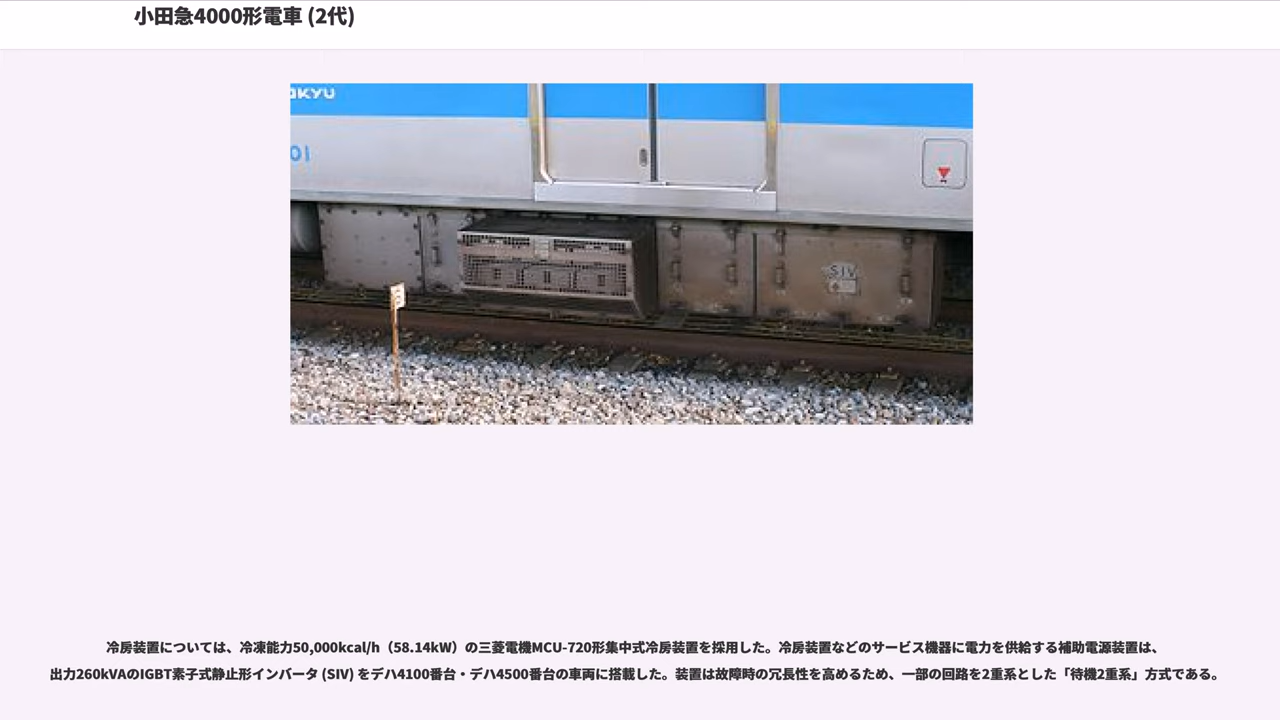 小田急4000形電車 (2代)
01
SIV
冷房装置については、冷凍能力50,000kcal/h（58.14kW）の三菱電機MCU-720形集中式冷房装置を採用した。冷房装置などのサービス機器に電力を供給する補助電源装置は、
出力260kVAのIGBT素子式静止形インバータ (SIV) をデハ4100番台・デハ4500番台の車両に搭載した。装置は故障時の冗長性を高めるため、一部の回路を2重系とした「待機2重系」方式である。